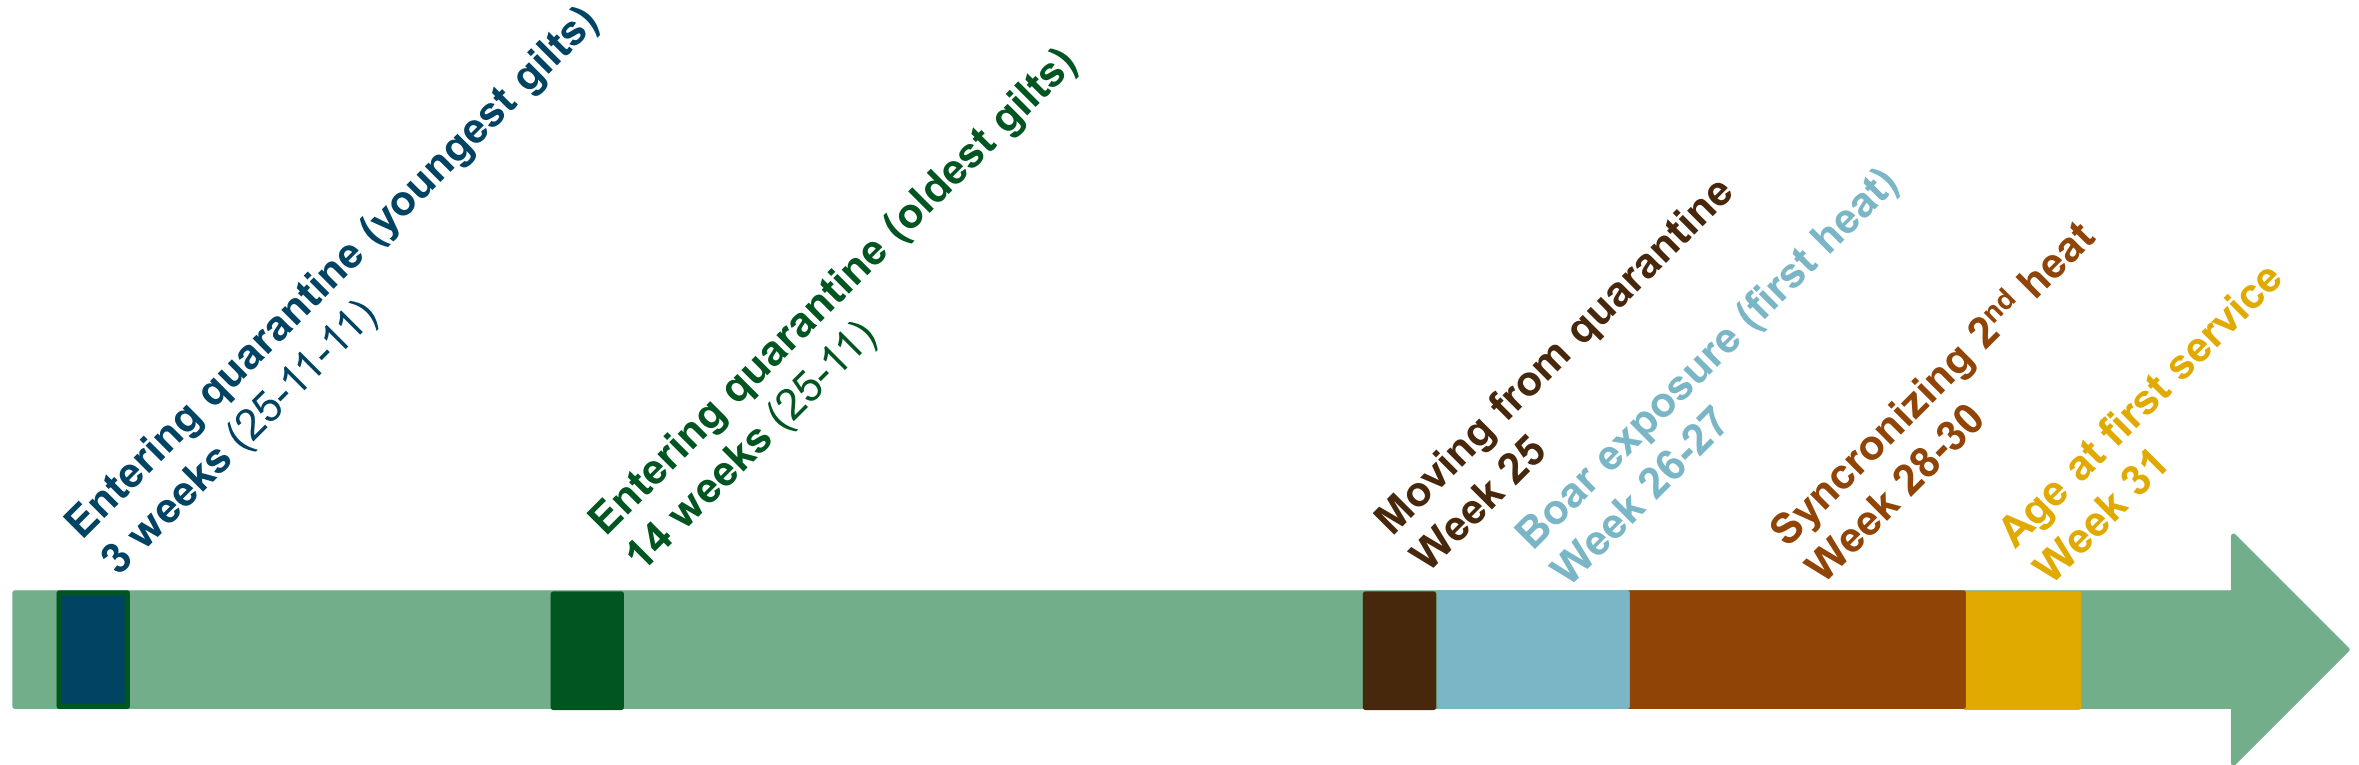 Entering quarantine (youngest gilts)
3 weeks (25-11-11)
Entering quarantine (oldest gilts)
14 weeks (25-11)
Moving from quarantine
Week 25
Boar exposure (first heat)
Week 26-27
Syncronizing 2nd heat
Week 28-30
Age at first service
Week 31